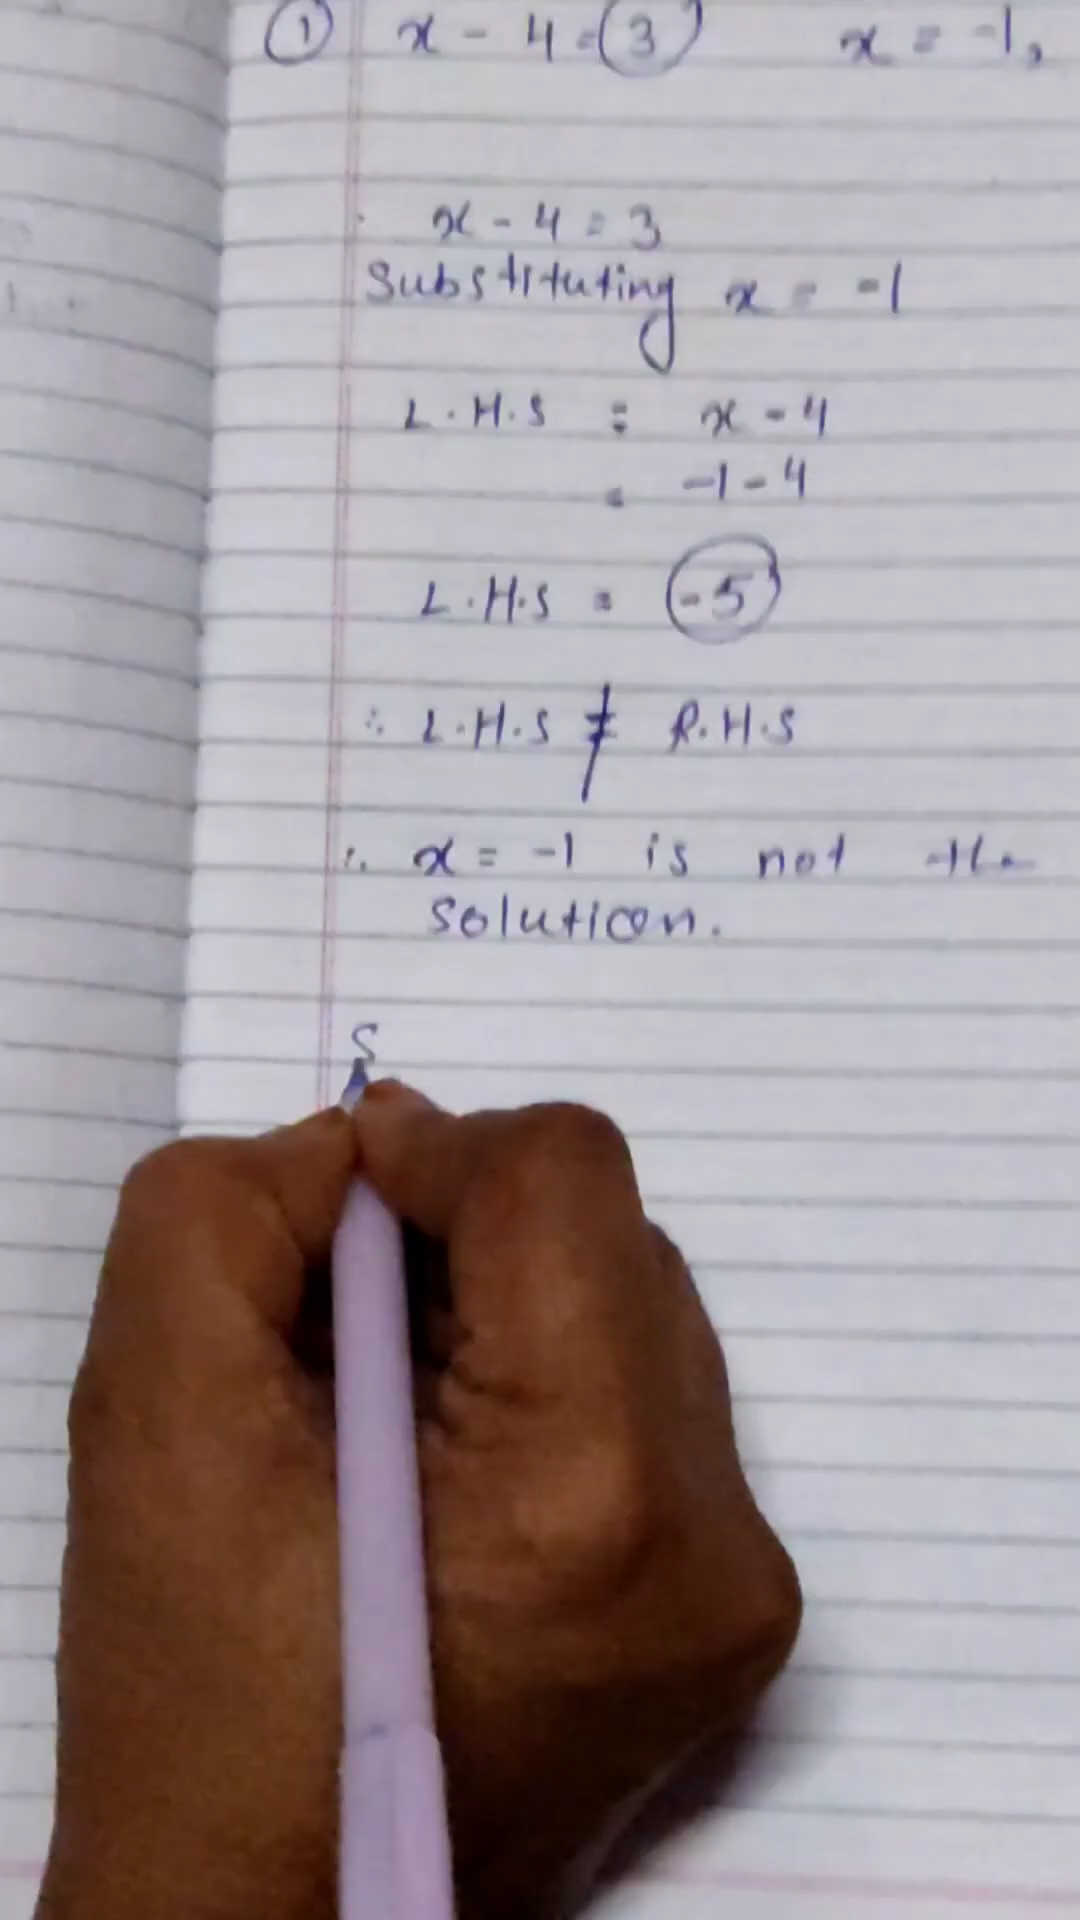 ① x - 4 = 3 x = -1,
x - 4 = 3
Substituting x = -1
L.H.S = x - 4
= -1 - 4
L.H.S = -5
∴ L.H.S ≠ R.H.S
∴ x = -1 is not the
solution.
S